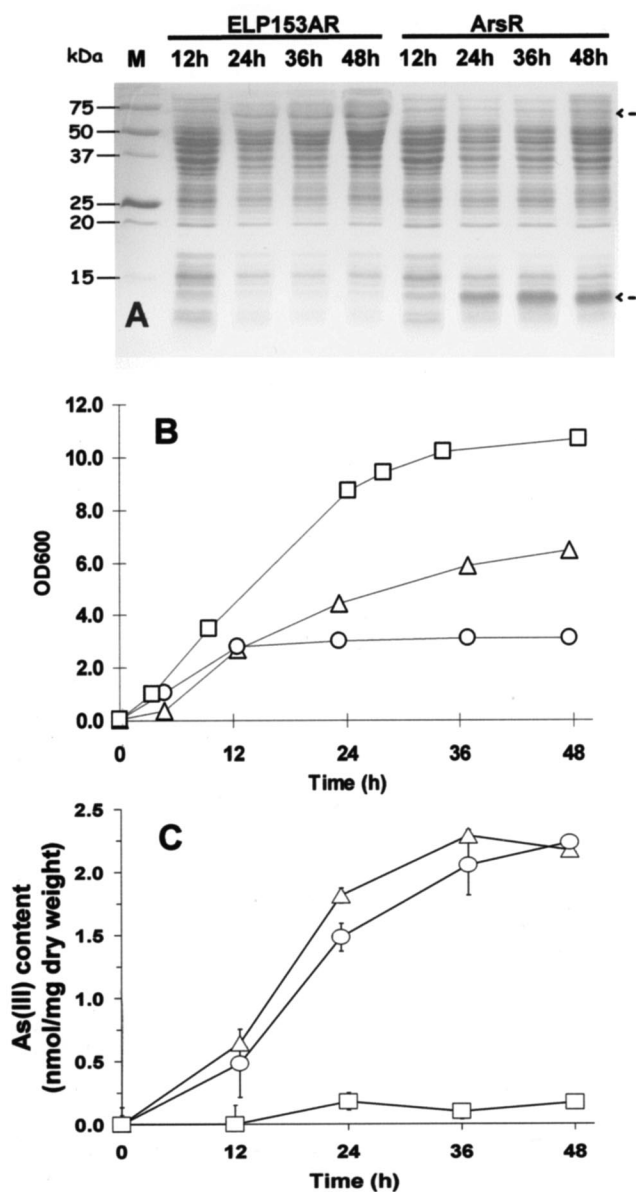 ELP153AR ArsR
kDa M 12h 24h 36h 48h 12h 24h 36h 48h
75
50
37
25
20
15
A
12.0
B
10.0
8.0
6.0
4.0
2.0
0.0
OD600
0 12 24 36 48
Time (h)
2.5
C
2.0
1.5
1.0
0.5
0.0
As(III) content
(nmol/mg dry weight)
0 12 24 36 48
Time (h)